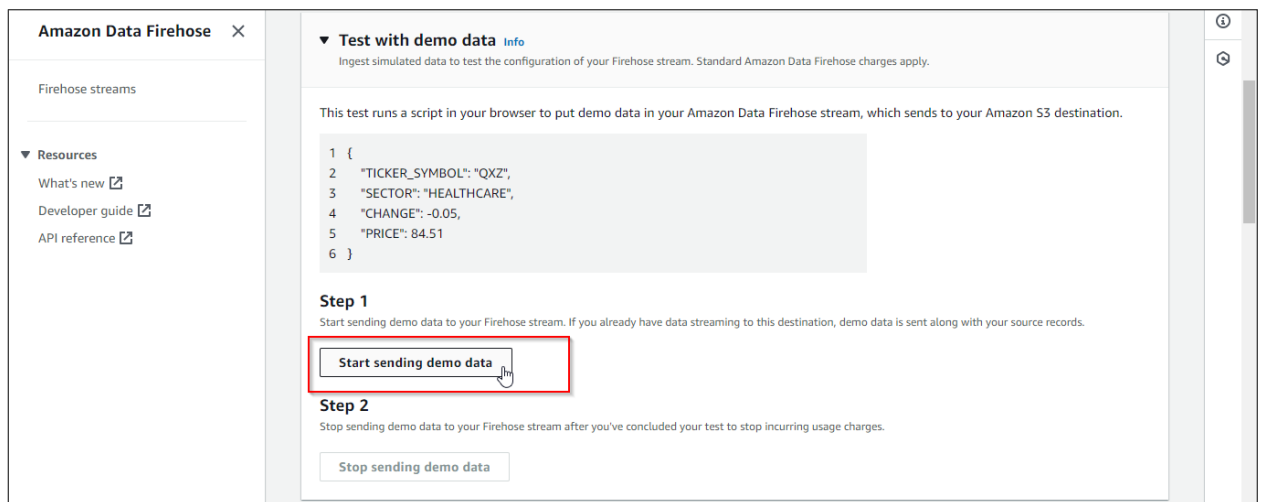 Amazon Data Firehose
Firehose streams
Resources
What's new
Developer guide
API reference
Test with demo data Info
Ingest simulated data to test the configuration of your Firehose stream. Standard Amazon Data Firehose charges apply.
This test runs a script in your browser to put demo data in your Amazon Data Firehose stream, which sends to your Amazon S3 destination.
1 {
2 "TICKER_SYMBOL": "QXZ",
3 "SECTOR": "HEALTHCARE",
4 "CHANGE": -0.05,
5 "PRICE": 84.51
6 }
Step 1
Start sending demo data to your Firehose stream. If you already have data streaming to this destination, demo data is sent along with your source records.
Start sending demo data
Step 2
Stop sending demo data to your Firehose stream after you've concluded your test to stop incurring usage charges.
Stop sending demo data